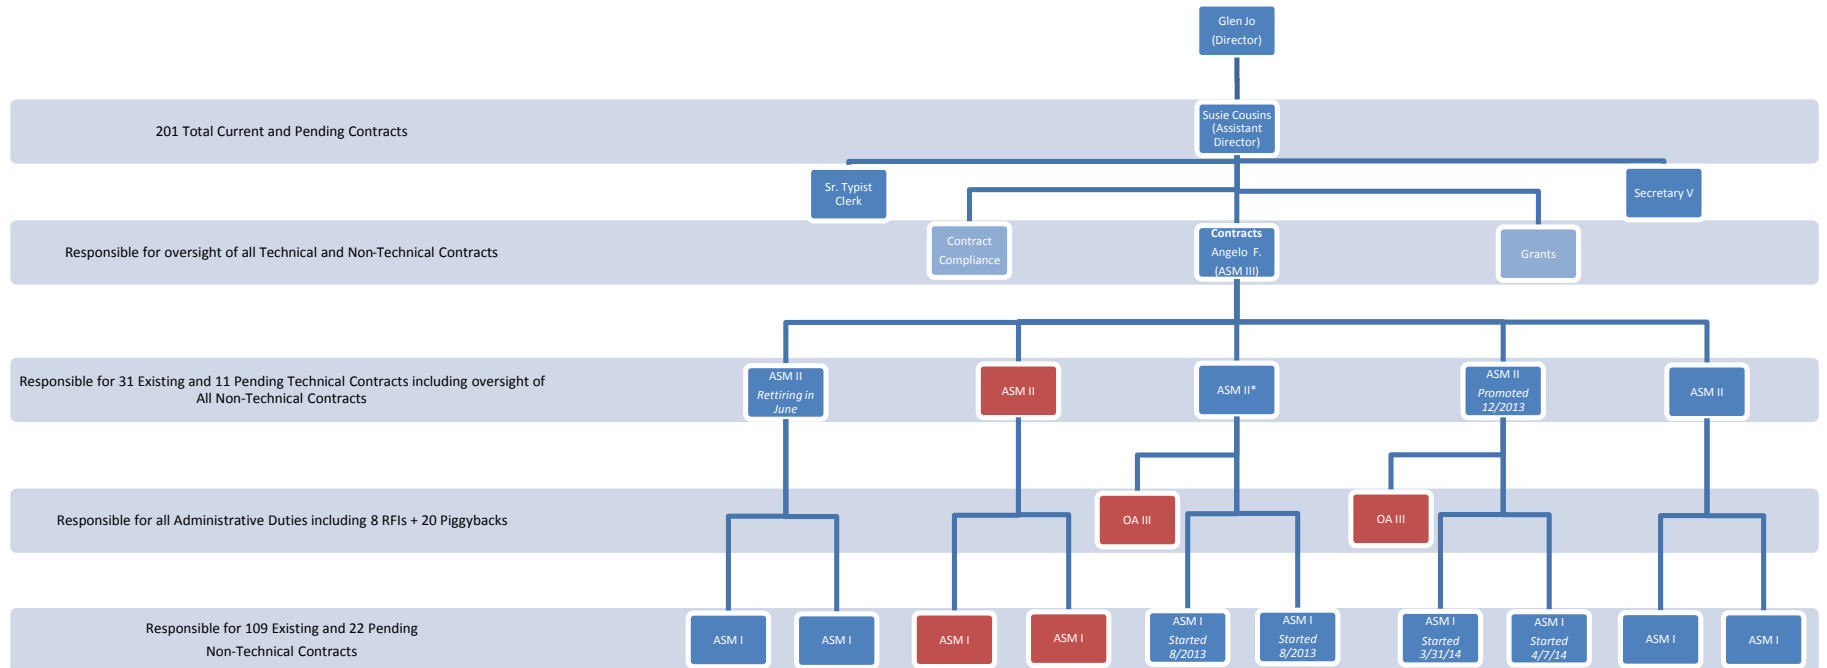 Glen Jo
(Director)
201 Total Current and Pending Contracts
Susie Cousins
(Assistant
Director)
Sr. Typist
Clerk
Secretary V
Responsible for oversight of all Technical and Non-Technical Contracts
Contract
Compliance
Contracts
Angelo F.
(ASM III)
Grants
Responsible for 31 Existing and 11 Pending Technical Contracts including oversight of
All Non-Technical Contracts
ASM II
Rettiring in
June
ASM II
ASM II*
ASM II
Promoted
12/2013
ASM II
Responsible for all Administrative Duties including 8 RFIs + 20 Piggybacks
OA III
OA III
Responsible for 109 Existing and 22 Pending
Non-Technical Contracts
ASM I
ASM I
ASM I
ASM I
ASM I
Started
8/2013
ASM I
Started
8/2013
ASM I
Started
3/31/14
ASM I
Started
4/7/14
ASM I
ASM I